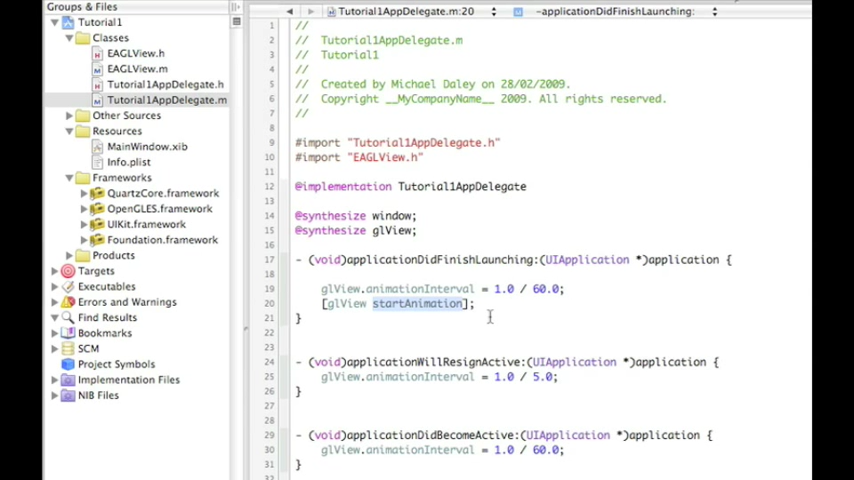 Groups & Files
Tutorial1
Classes
EAGLView.h
EAGLView.m
Tutorial1AppDelegate.h
Tutorial1AppDelegate.m
Other Sources
Resources
MainWindow.xib
Info.plist
Frameworks
QuartzCore.framework
OpenGLES.framework
UIKit.framework
Foundation.framework
Products
Targets
Executables
Errors and Warnings
Find Results
Bookmarks
SCM
Project Symbols
Implementation Files
NIB Files
Tutorial1AppDelegate.m:20 -applicationDidFinishLaunching:
1 //
2 // Tutorial1AppDelegate.m
3 // Tutorial1
4 //
5 // Created by Michael Daley on 28/02/2009.
6 // Copyright __MyCompanyName__ 2009. All rights reserved.
7 //
8
9 #import "Tutorial1AppDelegate.h"
10 #import "EAGLView.h"
11
12 @implementation Tutorial1AppDelegate
13
14 @synthesize window;
15 @synthesize glView;
16
17 - (void)applicationDidFinishLaunching:(UIApplication *)application {
18
19 glView.animationInterval = 1.0 / 60.0;
20 [glView startAnimation];
21 }
22
23
24 - (void)applicationWillResignActive:(UIApplication *)application {
25 glView.animationInterval = 1.0 / 5.0;
26 }
27
28
29 - (void)applicationDidBecomeActive:(UIApplication *)application {
30 glView.animationInterval = 1.0 / 60.0;
31 }
32